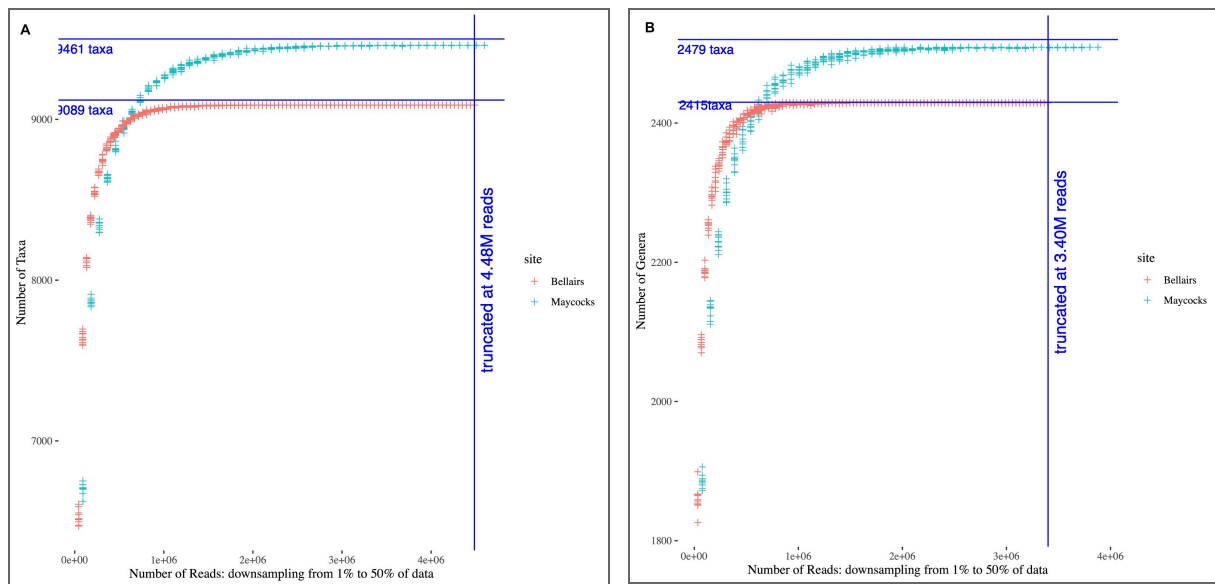 A
9461 taxa
9089 taxa
9000
8000
7000
Number of Taxa
truncated at 4.48M reads
site
Bellairs
Maycocks
0e+00 1e+06 2e+06 3e+06 4e+06
Number of Reads: downsampling from 1% to 50% of data
B
2479 taxa
2415taxa
2400
2200
2000
1800
Number of Genera
truncated at 3.40M reads
site
Bellairs
Maycocks
0e+00 1e+06 2e+06 3e+06 4e+06
Number of Reads: downsampling from 1% to 50% of data